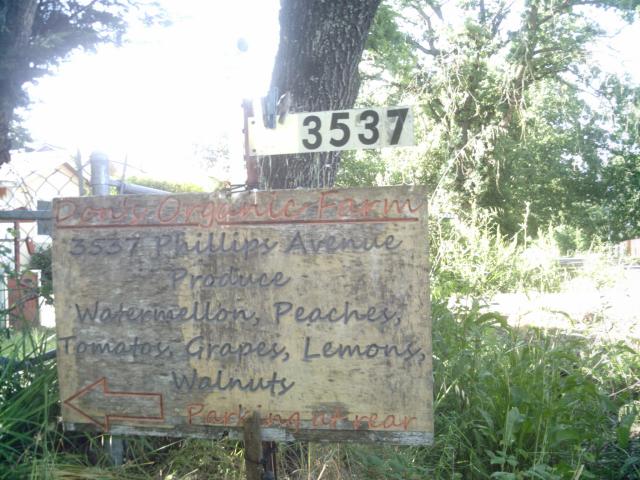 3537
Don's Organic Farm
3537 Phillips Avenue
Produce
Watermellon, Peaches,
Tomatos, Grapes, Lemons,
Walnuts
Parking at rear